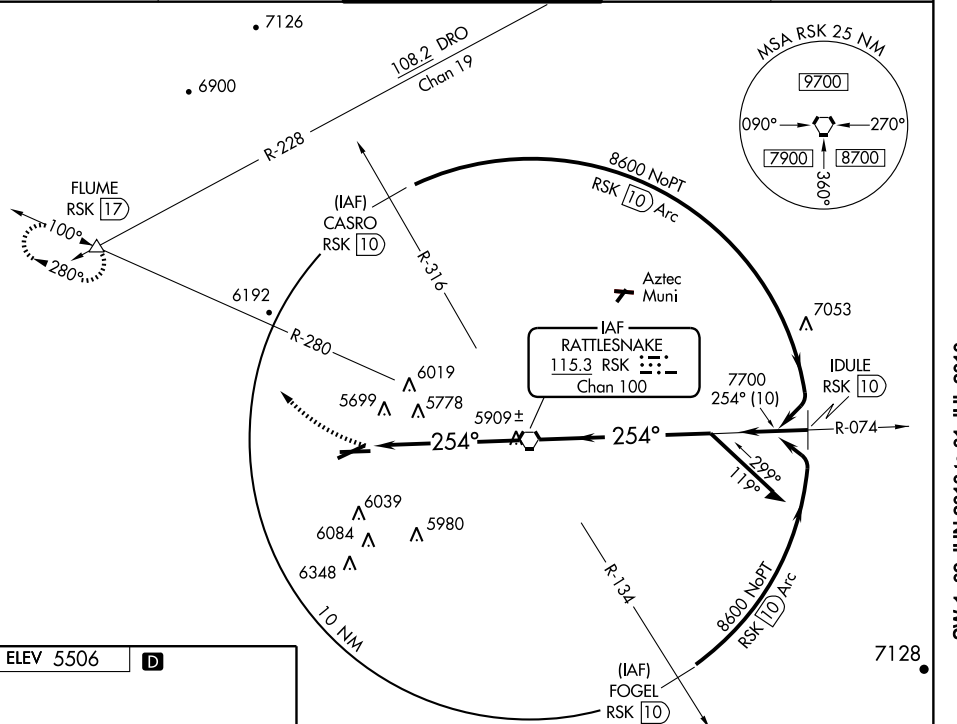 7126
6900
108.2 DRO
Chan 19
R-228
MSA RSK 25 NM
9700
090°
270°
7900
8700
360°
FLUME
RSK 17
100°
280°
(IAF)
CASRO
RSK 10
8600 NoPT
RSK 10 Arc
R-316
Aztec
Muni
6192
R-280
7053
IAF
RATTLESNAKE
115.3 RSK
Chan 100
IDULE
RSK 10
6019
5699
5778
5909±
7700
254° (10)
R-074
254°
254°
299°
119°
6039
6084
5980
6348
R-134
8600 NoPT
RSK 10 Arc
10 NM
7128
ELEV 5506
D
(IAF)
FOGEL
RSK 10